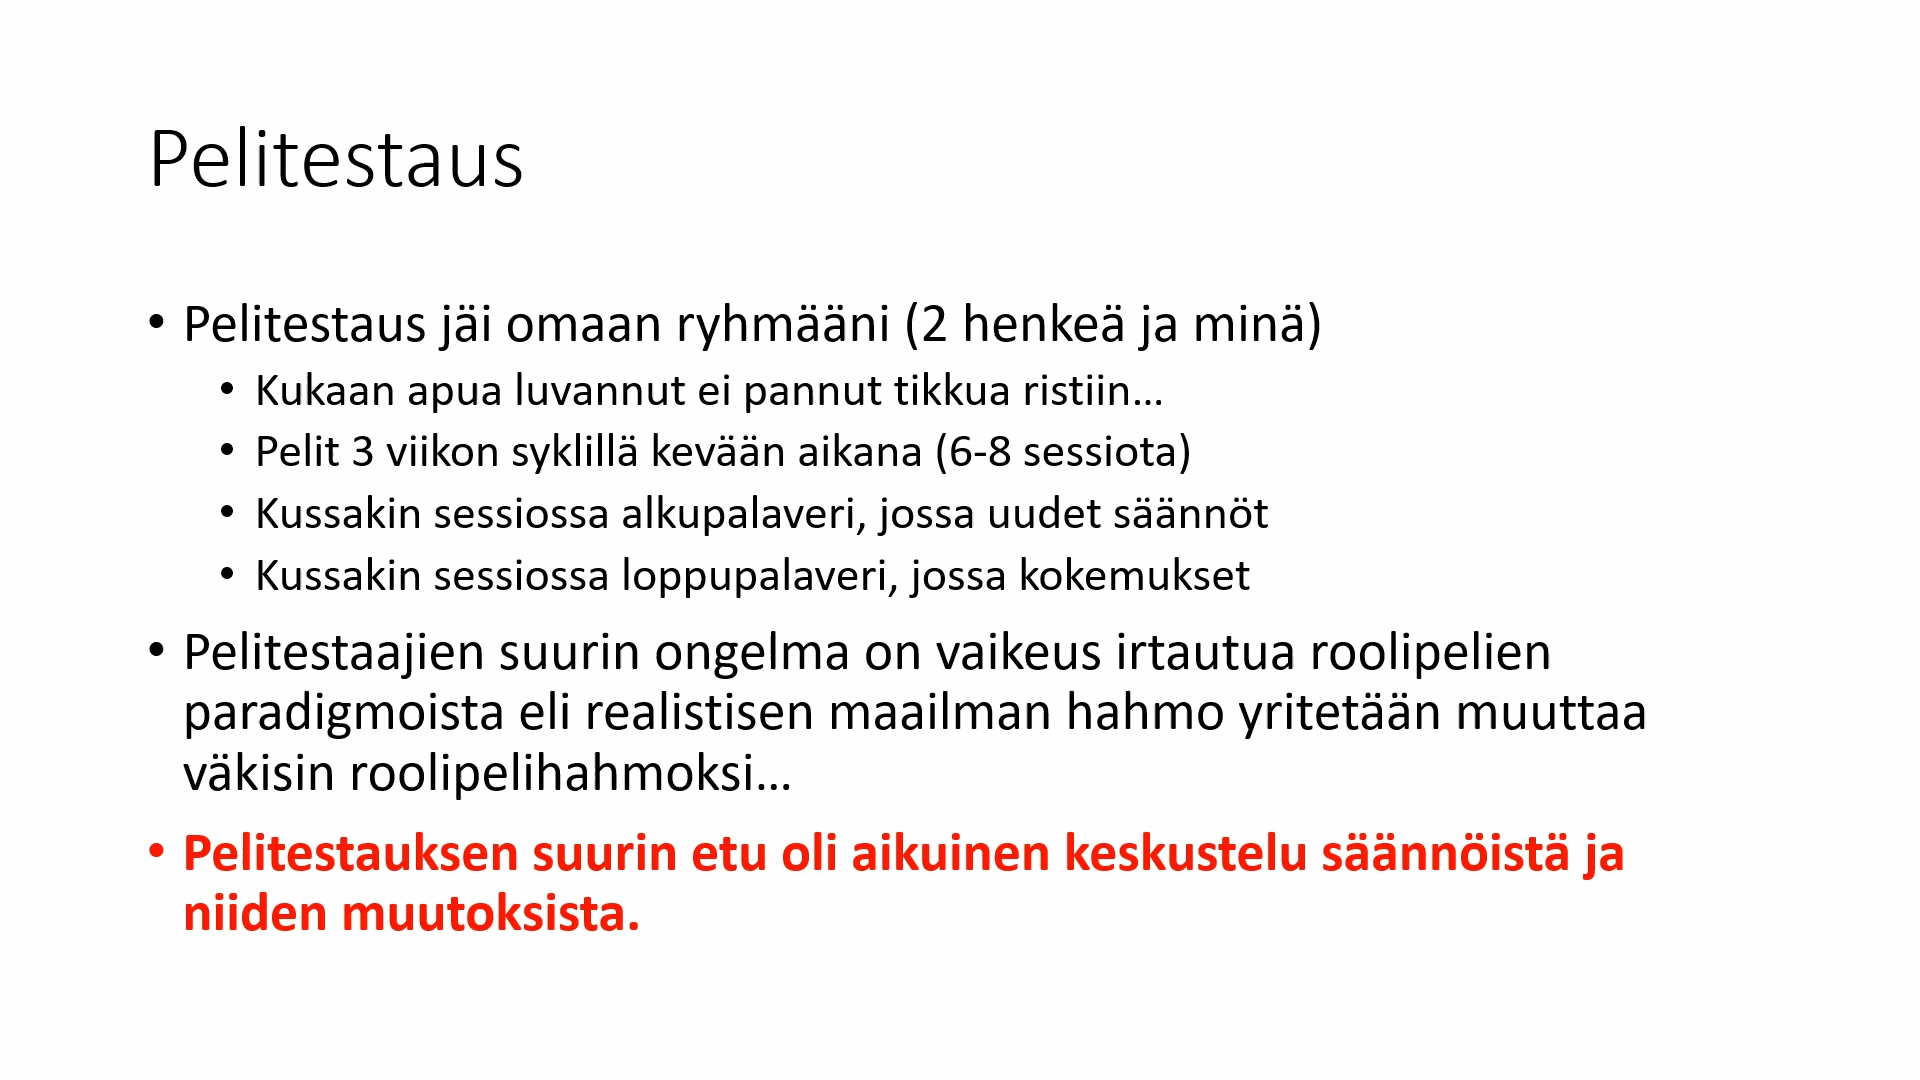 Pelitestaus
• Pelitestaus jäi omaan ryhmääni (2 henkeä ja minä)
• Kukaan apua luvannut ei pannut tikkua ristiin…
• Pelit 3 viikon syklillä kevään aikana (6-8 sessiota)
• Kussakin sessiossa alkupalaveri, jossa uudet säännöt
• Kussakin sessiossa loppupalaveri, jossa kokemukset
• Pelitestaajien suurin ongelma on vaikeus irtautua roolipelien
paradigmoista eli realistisen maailman hahmo yritetään muuttaa
väkisin roolipelihahmoksi…
• Pelitestauksen suurin etu oli aikuinen keskustelu säännöistä ja
niiden muutoksista.